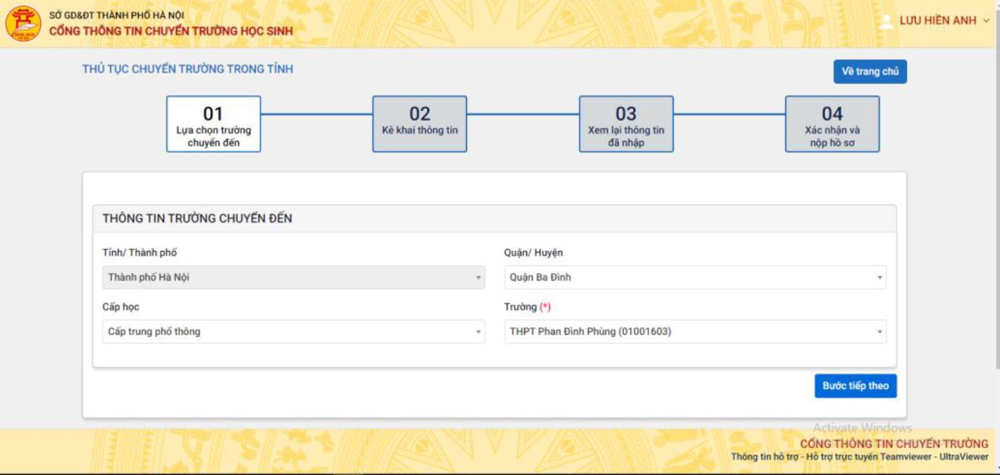 SỞ GD&ĐT THÀNH PHỐ HÀ NỘI
CỔNG THÔNG TIN CHUYỂN TRƯỜNG HỌC SINH
LƯU HIỀN ANH
THỦ TỤC CHUYỂN TRƯỜNG TRONG TỈNH
Về trang chủ
01
Lựa chọn trường
chuyển đến
02
Kê khai thông tin
03
Xem lại thông tin
đã nhập
04
Xác nhận và
nộp hồ sơ
THÔNG TIN TRƯỜNG CHUYỂN ĐẾN
Tỉnh/ Thành phố
Quận/ Huyện
Thành phố Hà Nội
Quận Ba Đình
Cấp học
Trường (*)
Cấp trung phổ thông
THPT Phan Đình Phùng (01001603)
Bước tiếp theo
Activate Windows
CỔNG THÔNG TIN CHUYỂN TRƯỜNG
Thông tin hỗ trợ - Hỗ trợ trực tuyến Teamviewer - UltraViewer